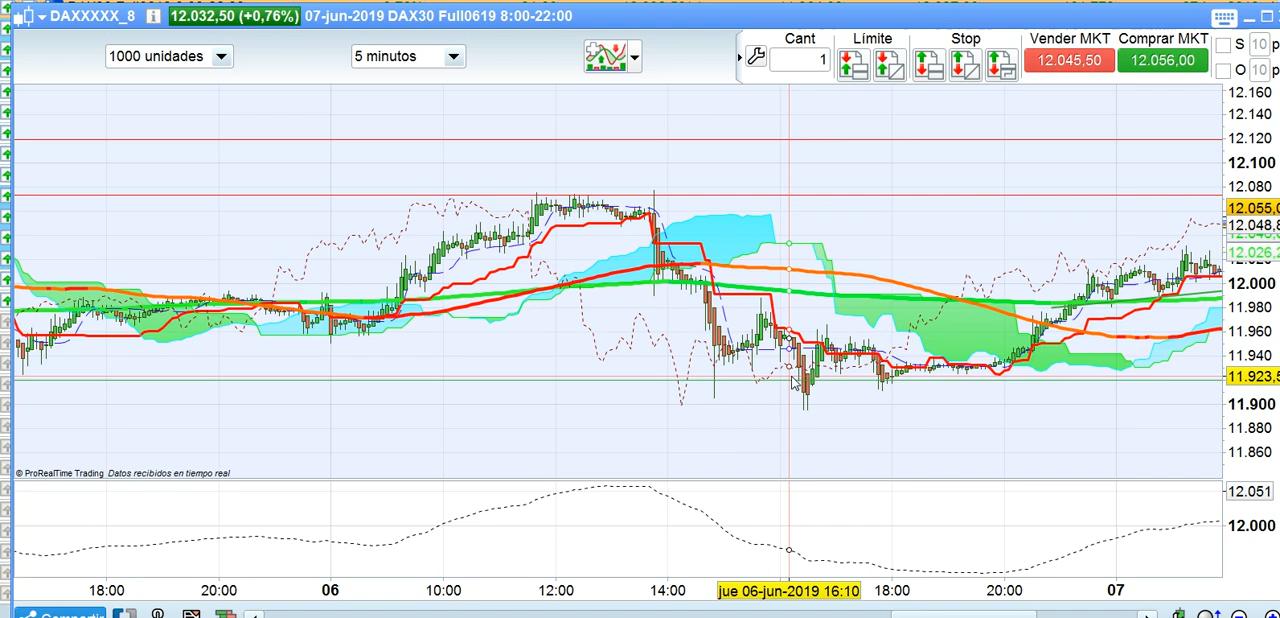 DAXXXXX_8 12.032,50 (+0,76%) 07-jun-2019 DAX30 Full0619 8:00-22:00
1000 unidades 5 minutos
Cant Límite Stop Vender MKT Comprar MKT
1 12.045,50 12.056,00
S 10 p
O 10 p
12.160
12.140
12.120
12.100
12.080
12.055,0
12.048,8
12.026,2
12.000
11.980
11.960
11.940
11.923,5
11.900
11.880
11.860
© ProRealTime Trading Datos recibidos en tiempo real
12.051
12.000
18:00 20:00 06 10:00 12:00 14:00 jue 06-jun-2019 16:10 18:00 20:00 07
Compartir